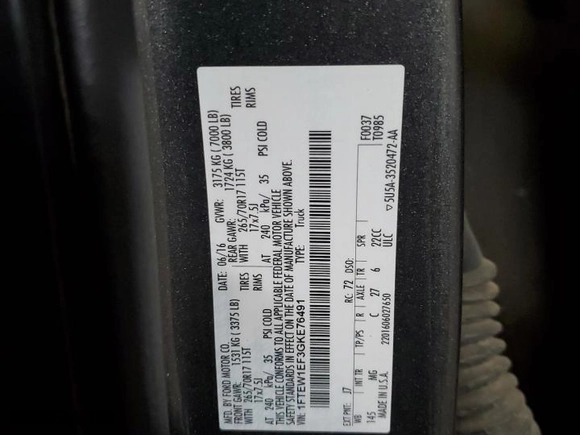 MFD. BY FORD MOTOR CO.
DATE: 06/16 GVWR: 3175 KG ( 7000 LB)
FRONT GAWR: 1531 KG ( 3375 LB) REAR GAWR: 1724 KG ( 3800 LB)
265/70R17 TIRES WITH 265/70R17 115T TIRES
17x7.5J RIMS 17x7.5J RIMS
AT 240 kPa/ 35 PSI COLD AT 240 kPa/ 35 PSI COLD
THIS VEHICLE CONFORMS TO ALL APPLICABLE FEDERAL MOTOR VEHICLE
SAFETY STANDARDS IN EFFECT ON THE DATE OF MANUFACTURE SHOWN ABOVE.
1FTEW1EF3GKE76491 TYPE: Truck
F0037
T0985
EXT PNT: J7 RC: 72 DSO:
WB INT TR TP/PS R AXLE TR SPR
145 MG C 27 6 22CC
MADE IN U.S.A. ULC
2201606027650 ▽5U5A-3520472-AA